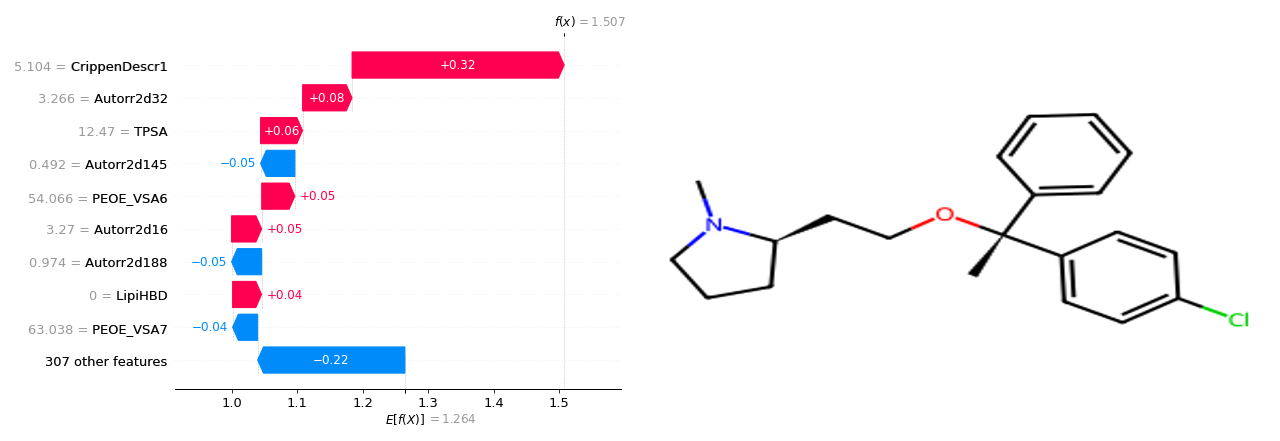 f(x) = 1.507
5.104 = CrippenDescr1
+0.32
3.266 = Autorr2d32
+0.08
12.47 = TPSA
+0.06
0.492 = Autorr2d145
−0.05
54.066 = PEOE_VSA6
+0.05
3.27 = Autorr2d16
+0.05
0.974 = Autorr2d188
−0.05
0 = LipiHBD
+0.04
63.038 = PEOE_VSA7
−0.04
307 other features
−0.22
1.0 1.1 1.2 1.3 1.4 1.5
E[f(X)] = 1.264
O
N
Cl